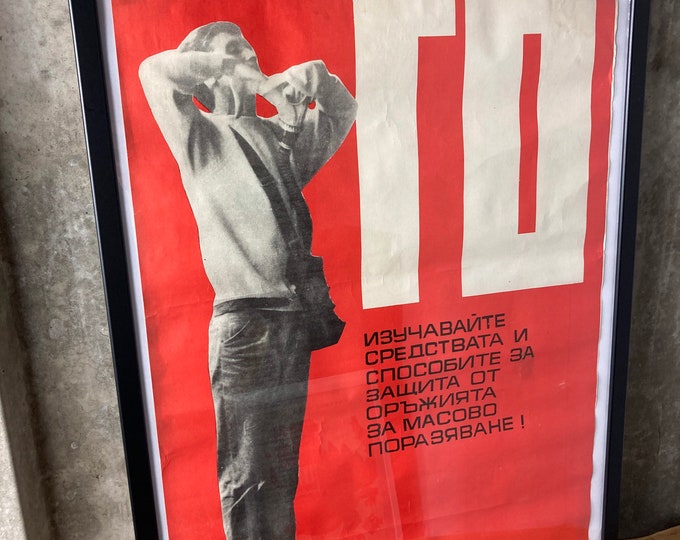 ГО
ИЗУЧАВАЙТЕ
СРЕДСТВАТА И
СПОСОБИТЕ ЗА
ЗАЩИТА ОТ
ОРЪЖИЯТА
ЗА МАСОВО
ПОРАЗЯВАНЕ!